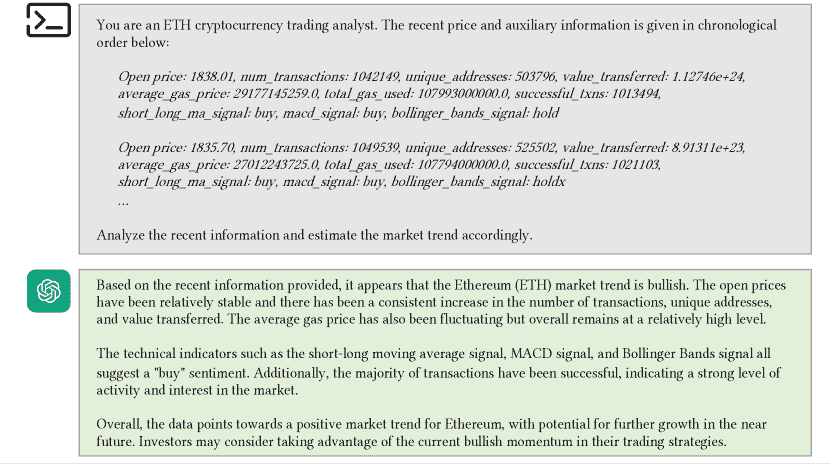 You are an ETH cryptocurrency trading analyst. The recent price and auxiliary information is given in chronological
order below:
Open price: 1838.01, num_transactions: 1042149, unique_addresses: 503796, value_transferred: 1.12746e+24,
average_gas_price: 29177145259.0, total_gas_used: 107993000000.0, successful_txns: 1013494,
short_long_ma_signal: buy, macd_signal: buy, bollinger_bands_signal: hold
Open price: 1835.70, num_transactions: 1049539, unique_addresses: 525502, value_transferred: 8.91311e+23,
average_gas_price: 27012243725.0, total_gas_used: 107794000000.0, successful_txns: 1021103,
short_long_ma_signal: buy, macd_signal: buy, bollinger_bands_signal: holdx
...
Analyze the recent information and estimate the market trend accordingly.
Based on the recent information provided, it appears that the Ethereum (ETH) market trend is bullish. The open prices
have been relatively stable and there has been a consistent increase in the number of transactions, unique addresses,
and value transferred. The average gas price has also been fluctuating but overall remains at a relatively high level.
The technical indicators such as the short-long moving average signal, MACD signal, and Bollinger Bands signal all
suggest a "buy" sentiment. Additionally, the majority of transactions have been successful, indicating a strong level of
activity and interest in the market.
Overall, the data points towards a positive market trend for Ethereum, with potential for further growth in the near
future. Investors may consider taking advantage of the current bullish momentum in their trading strategies.